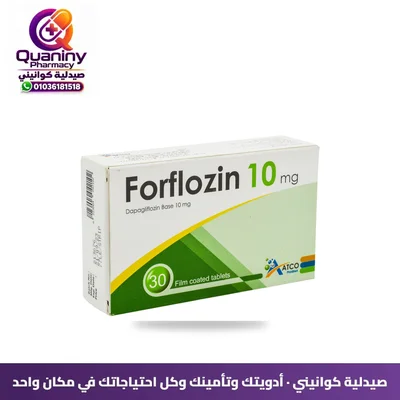 Quaniny
Pharmacy
صيدلية كوانيني
01036181518
Forflozin 10 mg
Dapagliflozin Base 10 mg
30 Film coated tablets
ATCO
صيدلية كوانيني · أدويتك وتأمينك وكل احتياجاتك في مكان واحد